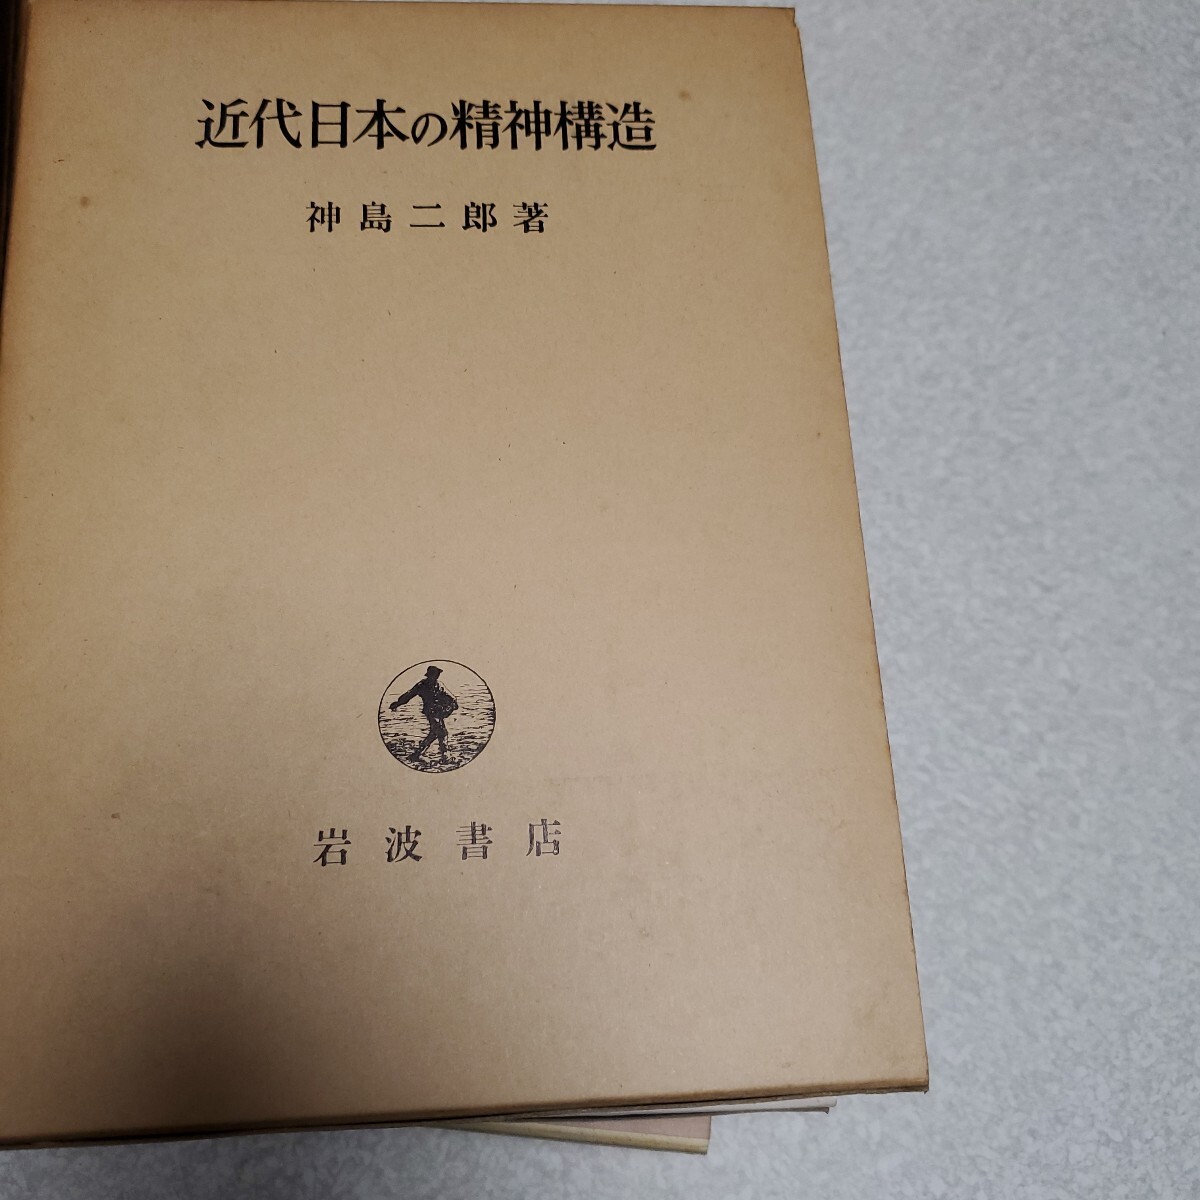 近代日本の精神構造
神島二郎著
岩波書店